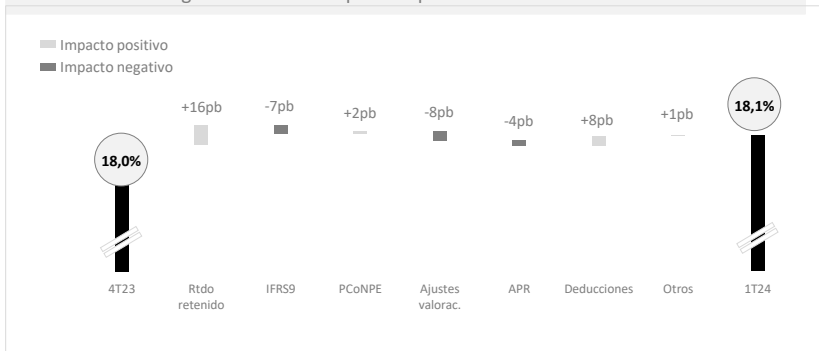 Impacto positivo
Impacto negativo
+16pb
-7pb
+2pb
-8pb
-4pb
+8pb
+1pb
18,1%
18,0%
4T23
Rtdo
retenido
IFRS9
PCoNPE
Ajustes
valorac.
APR
Deducciones
Otros
1T24